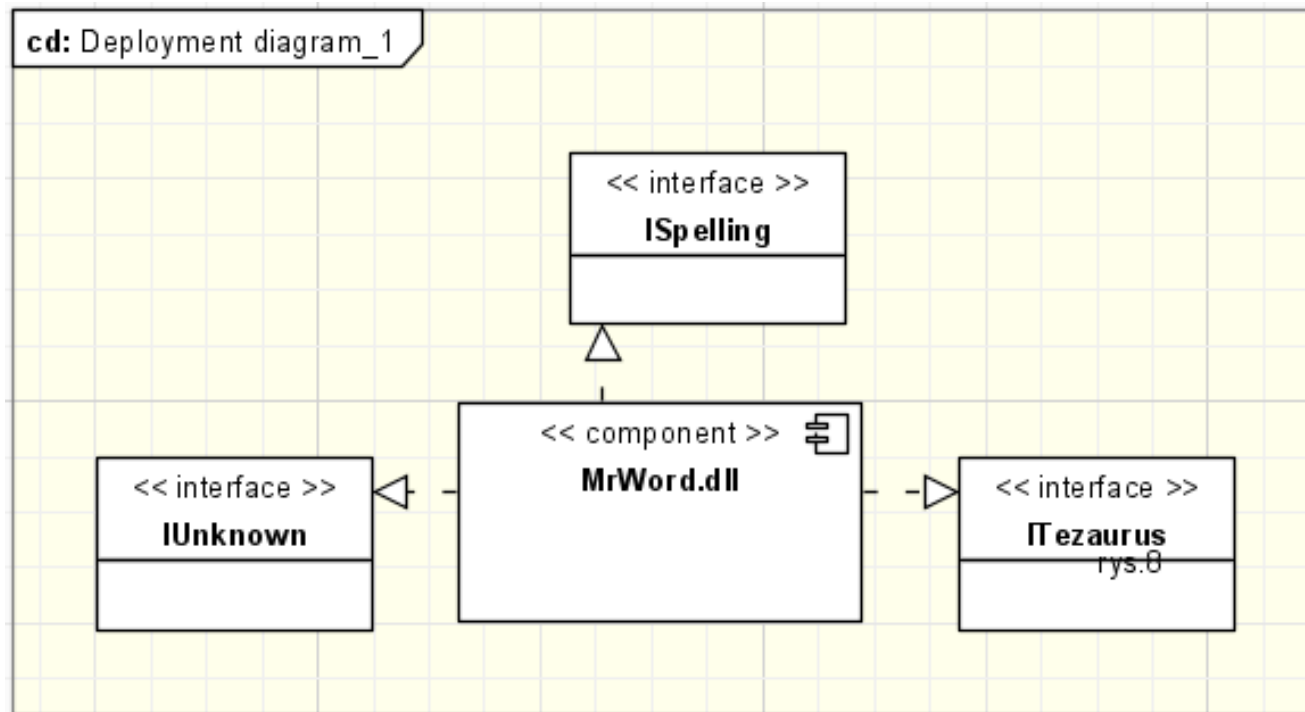 cd: Deployment diagram_1
<< interface >>
ISpelling
<< component >>
MrWord.dll
<< interface >>
IUnknown
<< interface >>
ITezaurus
rys.8